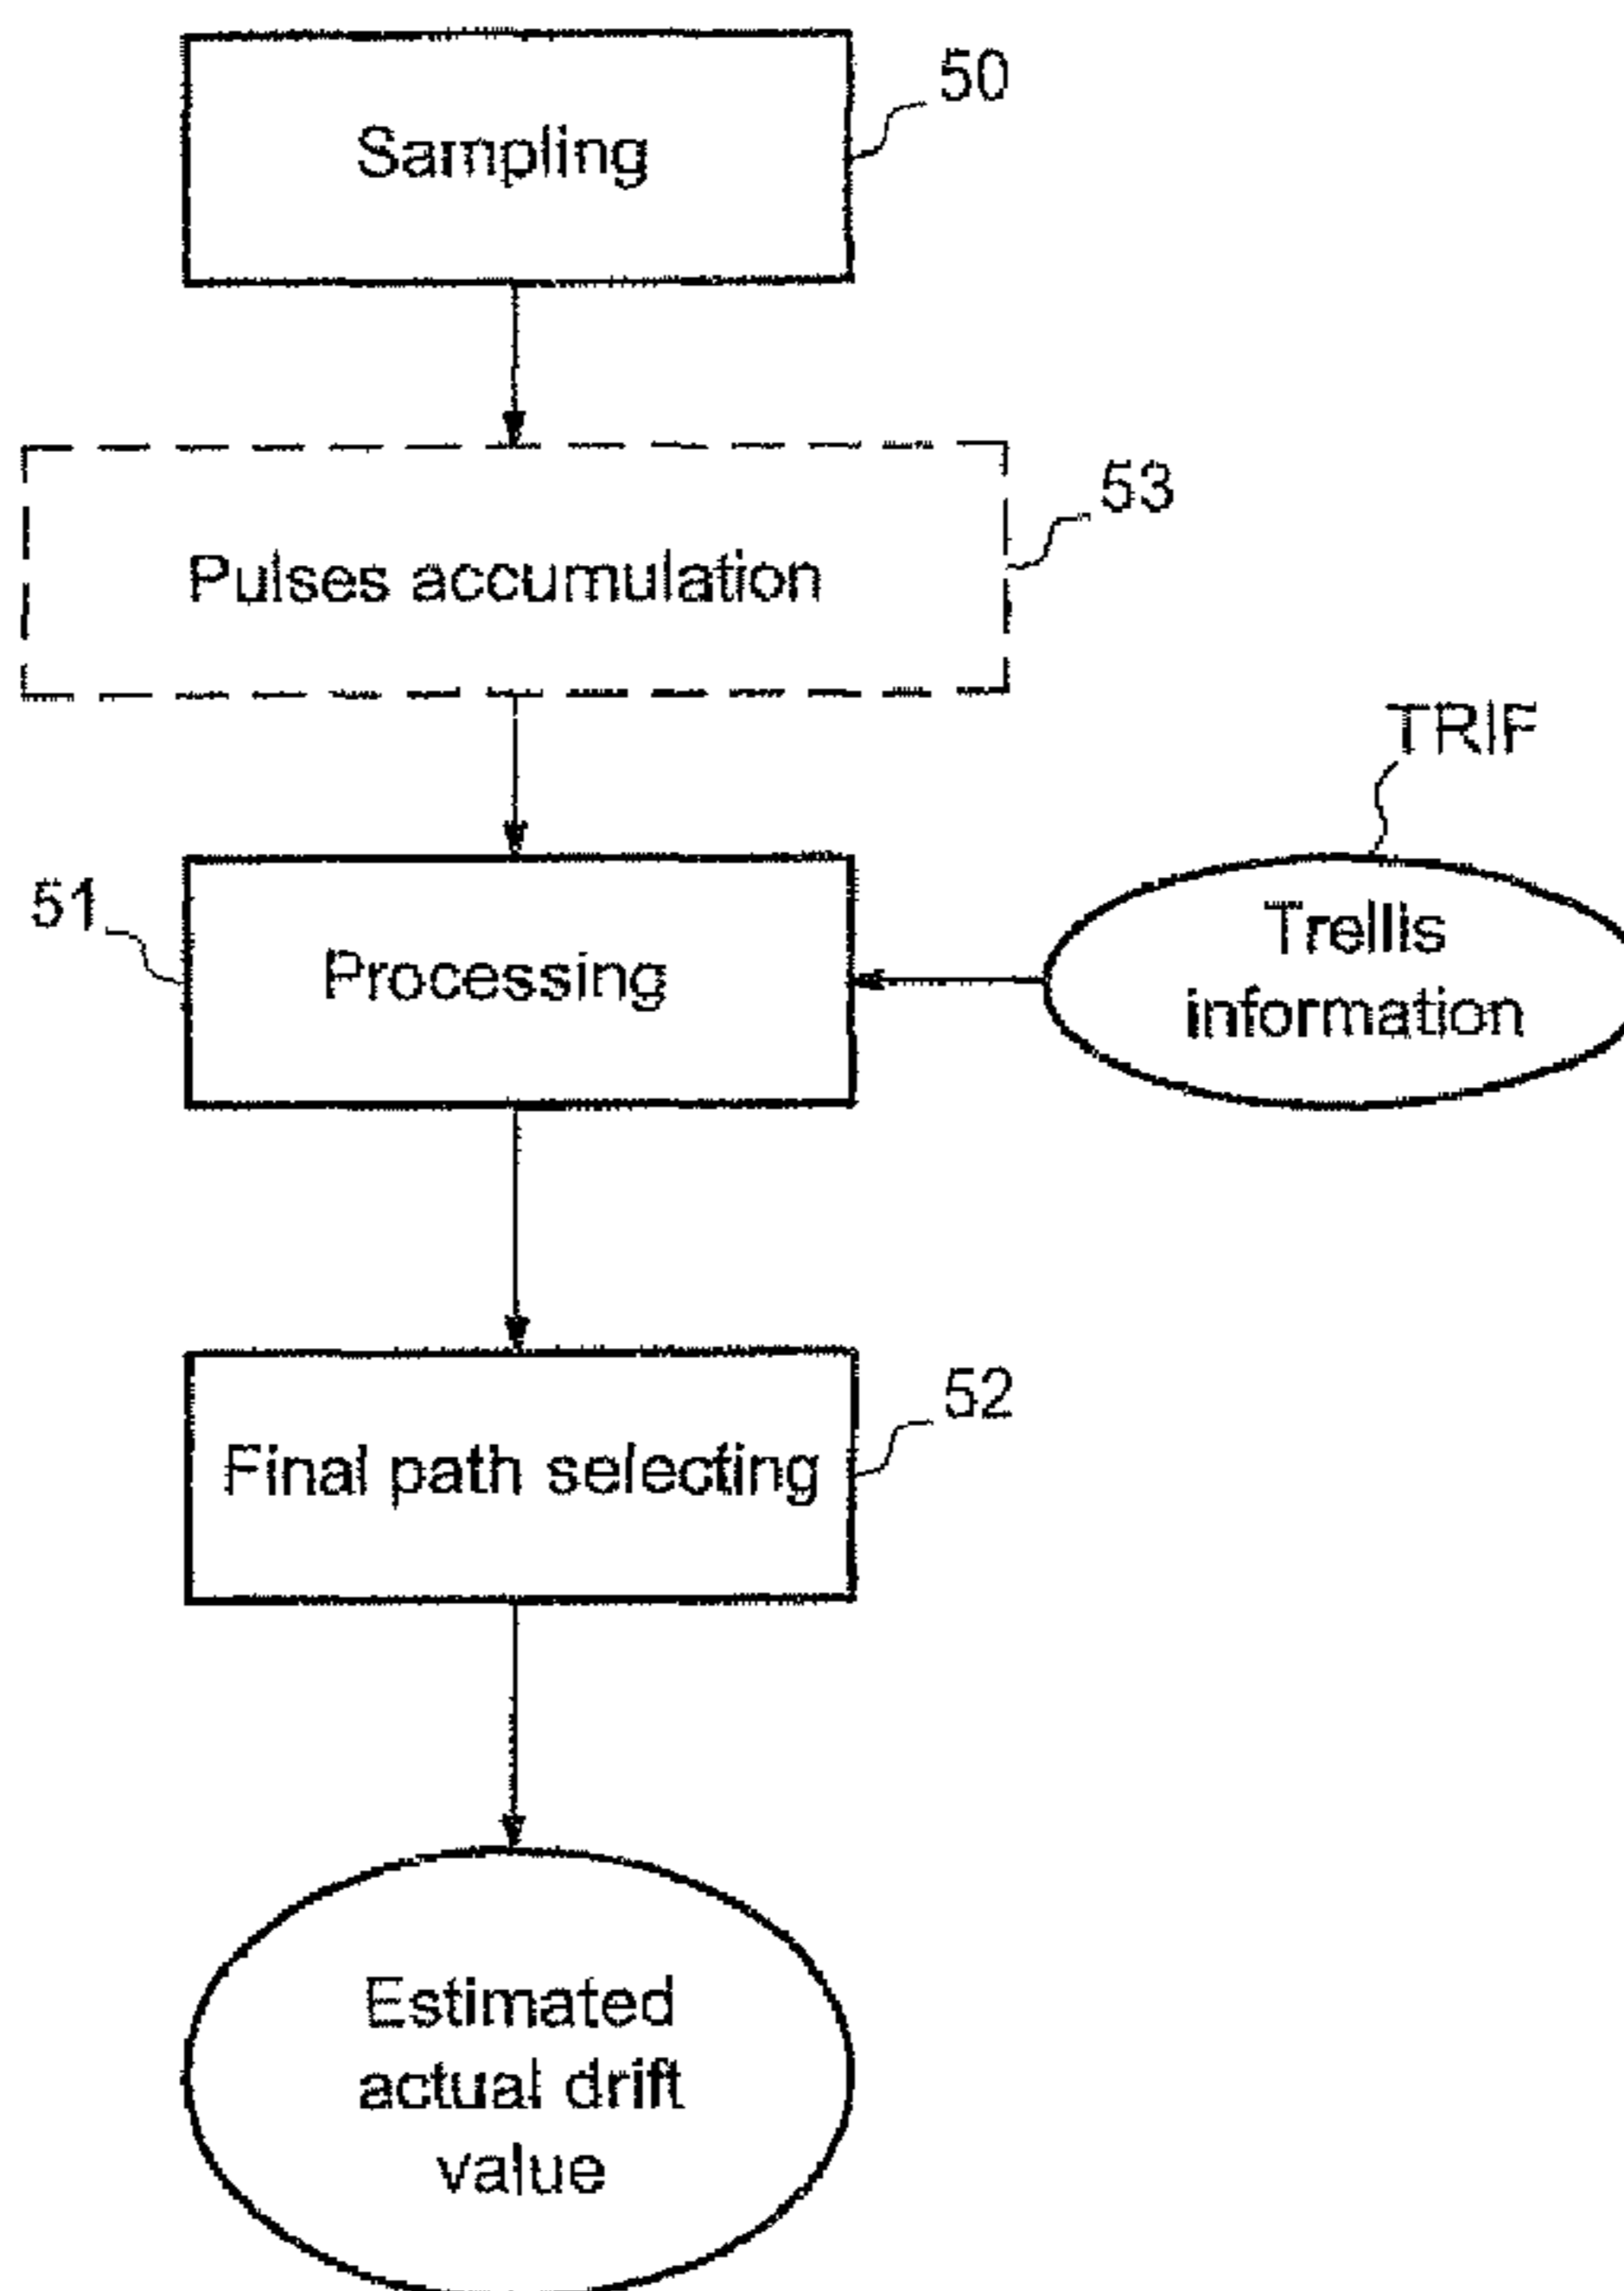 50
Sampling
53
Pulses accumulation
TRIF
51
Processing
Trellis
information
52
Final path selecting
Estimated
actual drift
value